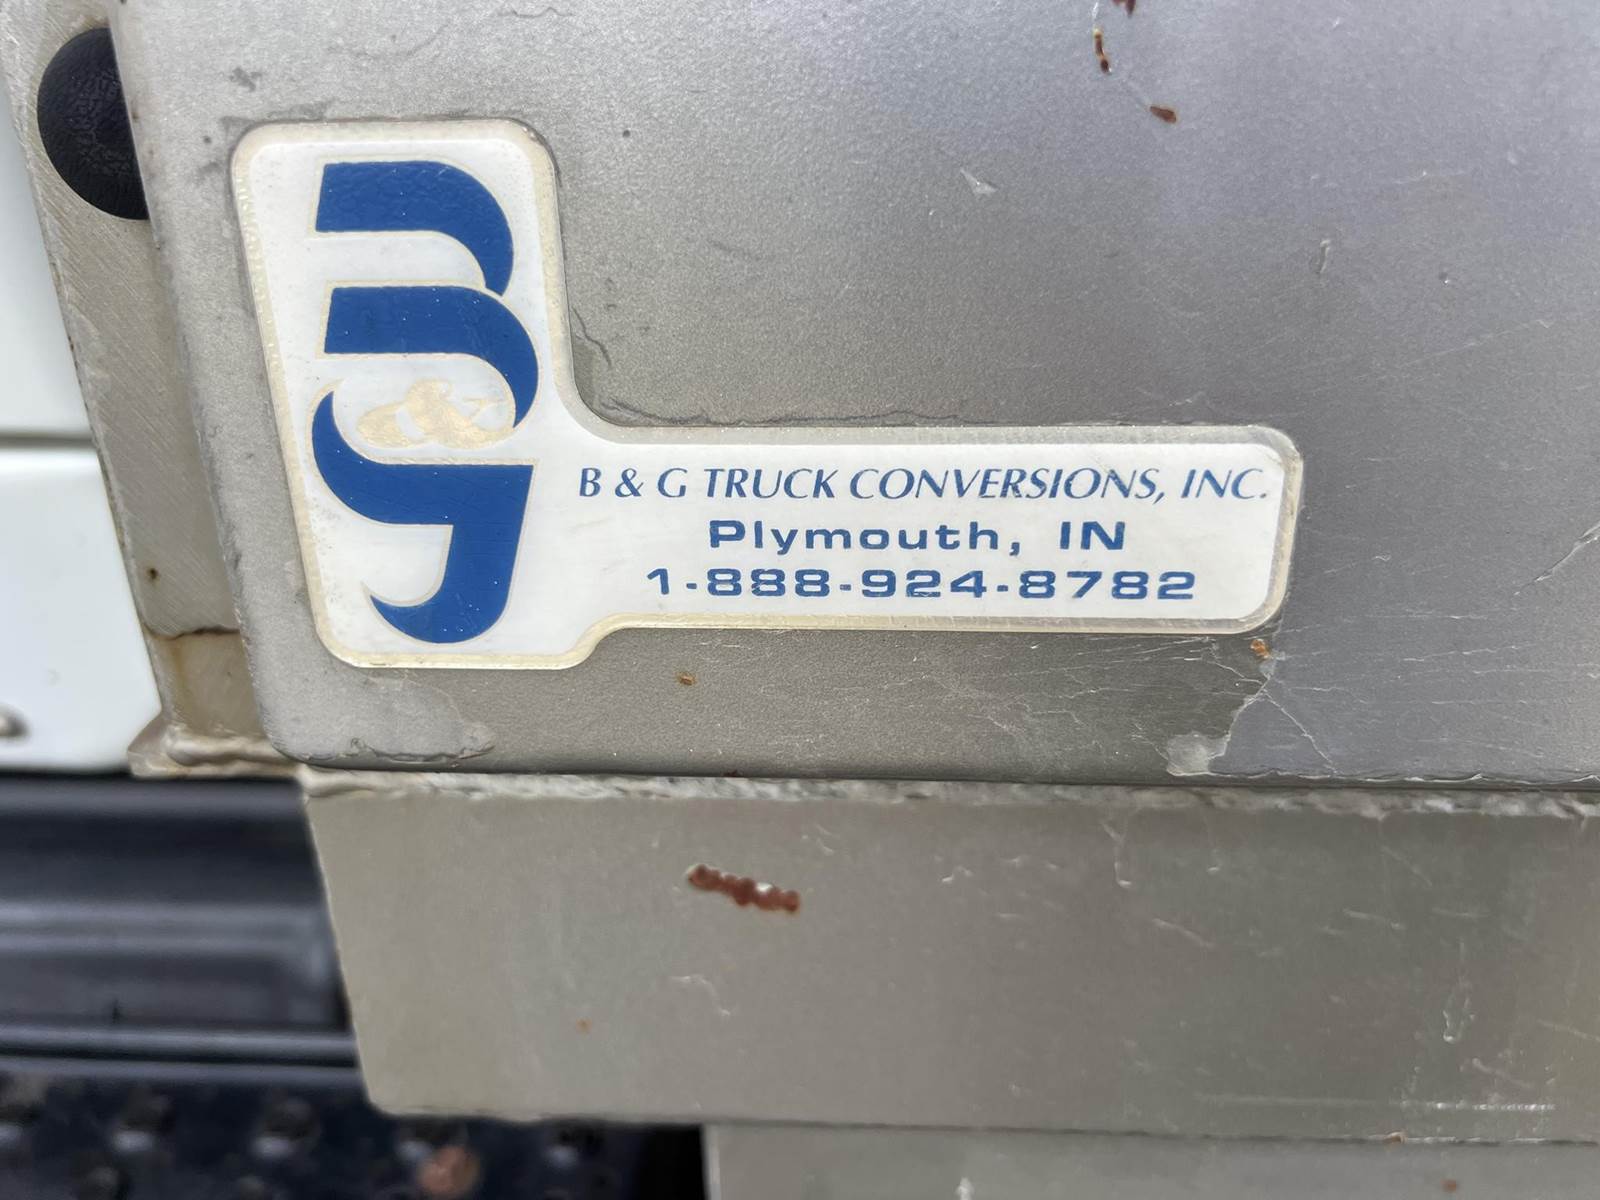 B & G
B & G TRUCK CONVERSIONS, INC.
Plymouth, IN
1-888-924-8782